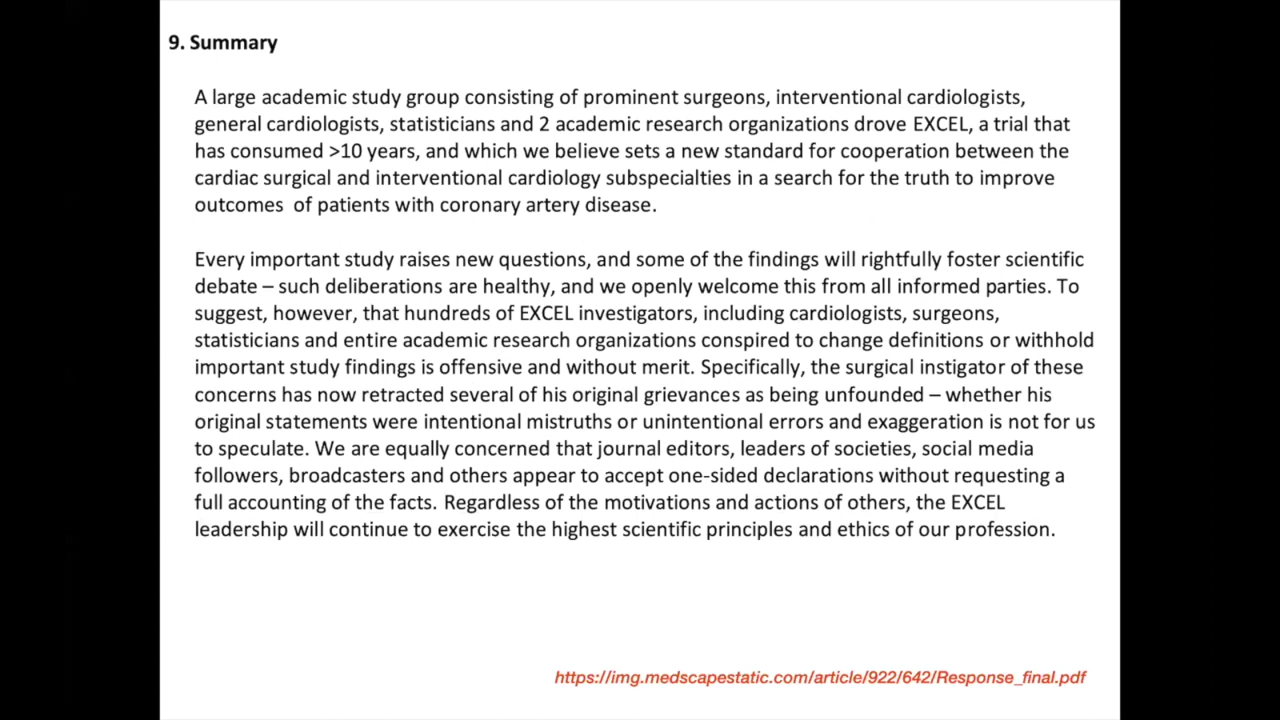 9. Summary
A large academic study group consisting of prominent surgeons, interventional cardiologists,
general cardiologists, statisticians and 2 academic research organizations drove EXCEL, a trial that
has consumed >10 years, and which we believe sets a new standard for cooperation between the
cardiac surgical and interventional cardiology subspecialties in a search for the truth to improve
outcomes  of patients with coronary artery disease.
Every important study raises new questions, and some of the findings will rightfully foster scientific
debate – such deliberations are healthy, and we openly welcome this from all informed parties. To
suggest, however, that hundreds of EXCEL investigators, including cardiologists, surgeons,
statisticians and entire academic research organizations conspired to change definitions or withhold
important study findings is offensive and without merit. Specifically, the surgical instigator of these
concerns has now retracted several of his original grievances as being unfounded – whether his
original statements were intentional mistruths or unintentional errors and exaggeration is not for us
to speculate. We are equally concerned that journal editors, leaders of societies, social media
followers, broadcasters and others appear to accept one-sided declarations without requesting a
full accounting of the facts. Regardless of the motivations and actions of others, the EXCEL
leadership will continue to exercise the highest scientific principles and ethics of our profession.
https://img.medscapestatic.com/article/922/642/Response_final.pdf